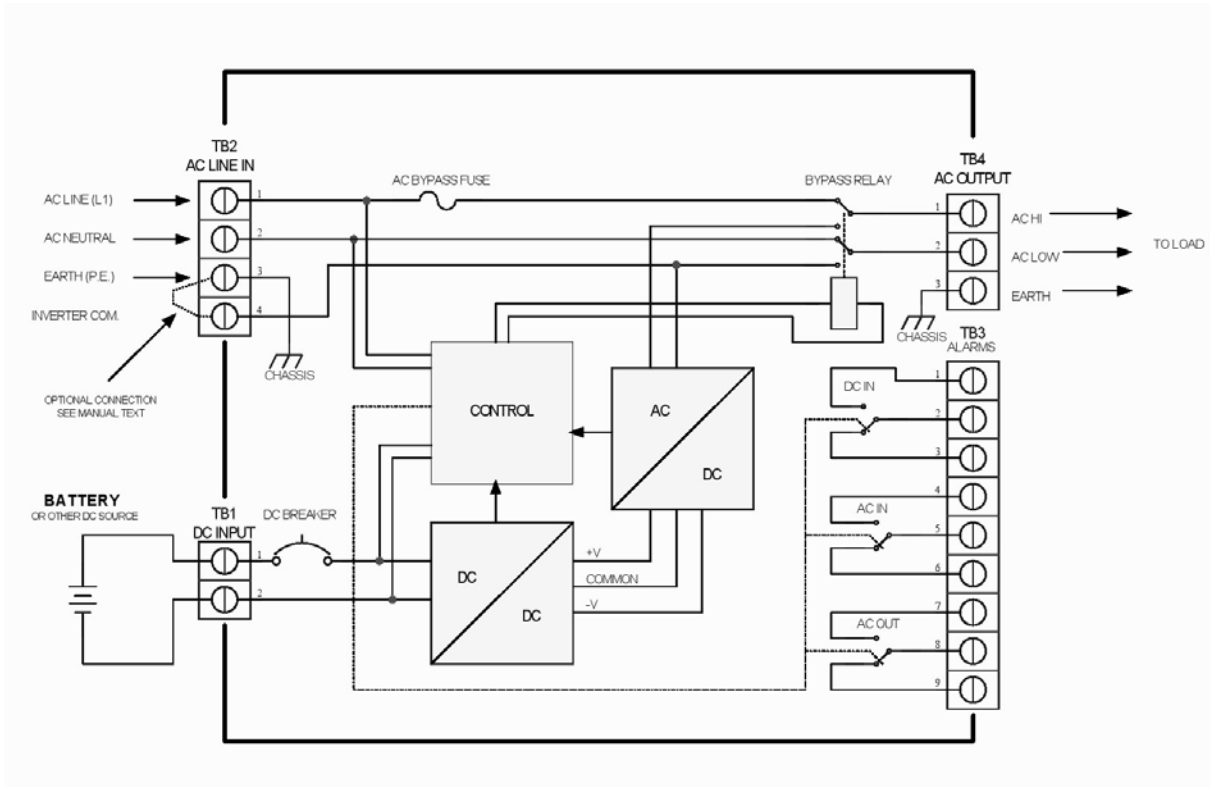 TB2
AC LINE IN
AC LINE (L1)
AC NEUTRAL
EARTH (P.E.)
INVERTER COM.
1
2
3
4
CHASSIS
OPTIONAL CONNECTION
SEE MANUAL TEXT
AC BYPASS FUSE
BYPASS RELAY
TB4
AC OUTPUT
1
2
3
AC HI
AC LOW
EARTH
TO LOAD
CHASSIS
TB3
ALARMS
DC IN
1
2
3
AC IN
4
5
6
AC OUT
7
8
9
CONTROL
AC
DC
BATTERY
OR OTHER DC SOURCE
TB1
DC INPUT
1
2
DC BREAKER
DC
DC
+V
COMMON
-V